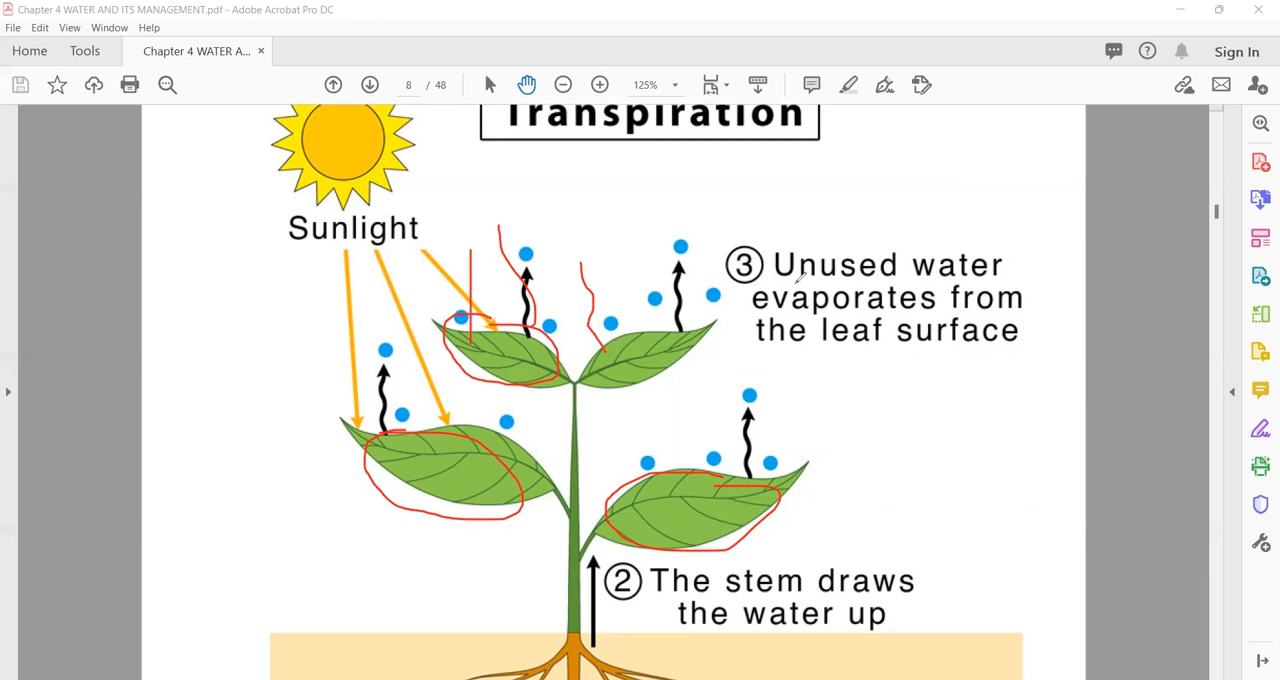 Chapter 4 WATER AND ITS MANAGEMENT.pdf - Adobe Acrobat Pro DC
File Edit View Window Help
Home Tools Chapter 4 WATER A... × Sign In
8 / 48 125%
Transpiration
Sunlight
③ Unused water
evaporates from
the leaf surface
② The stem draws
the water up